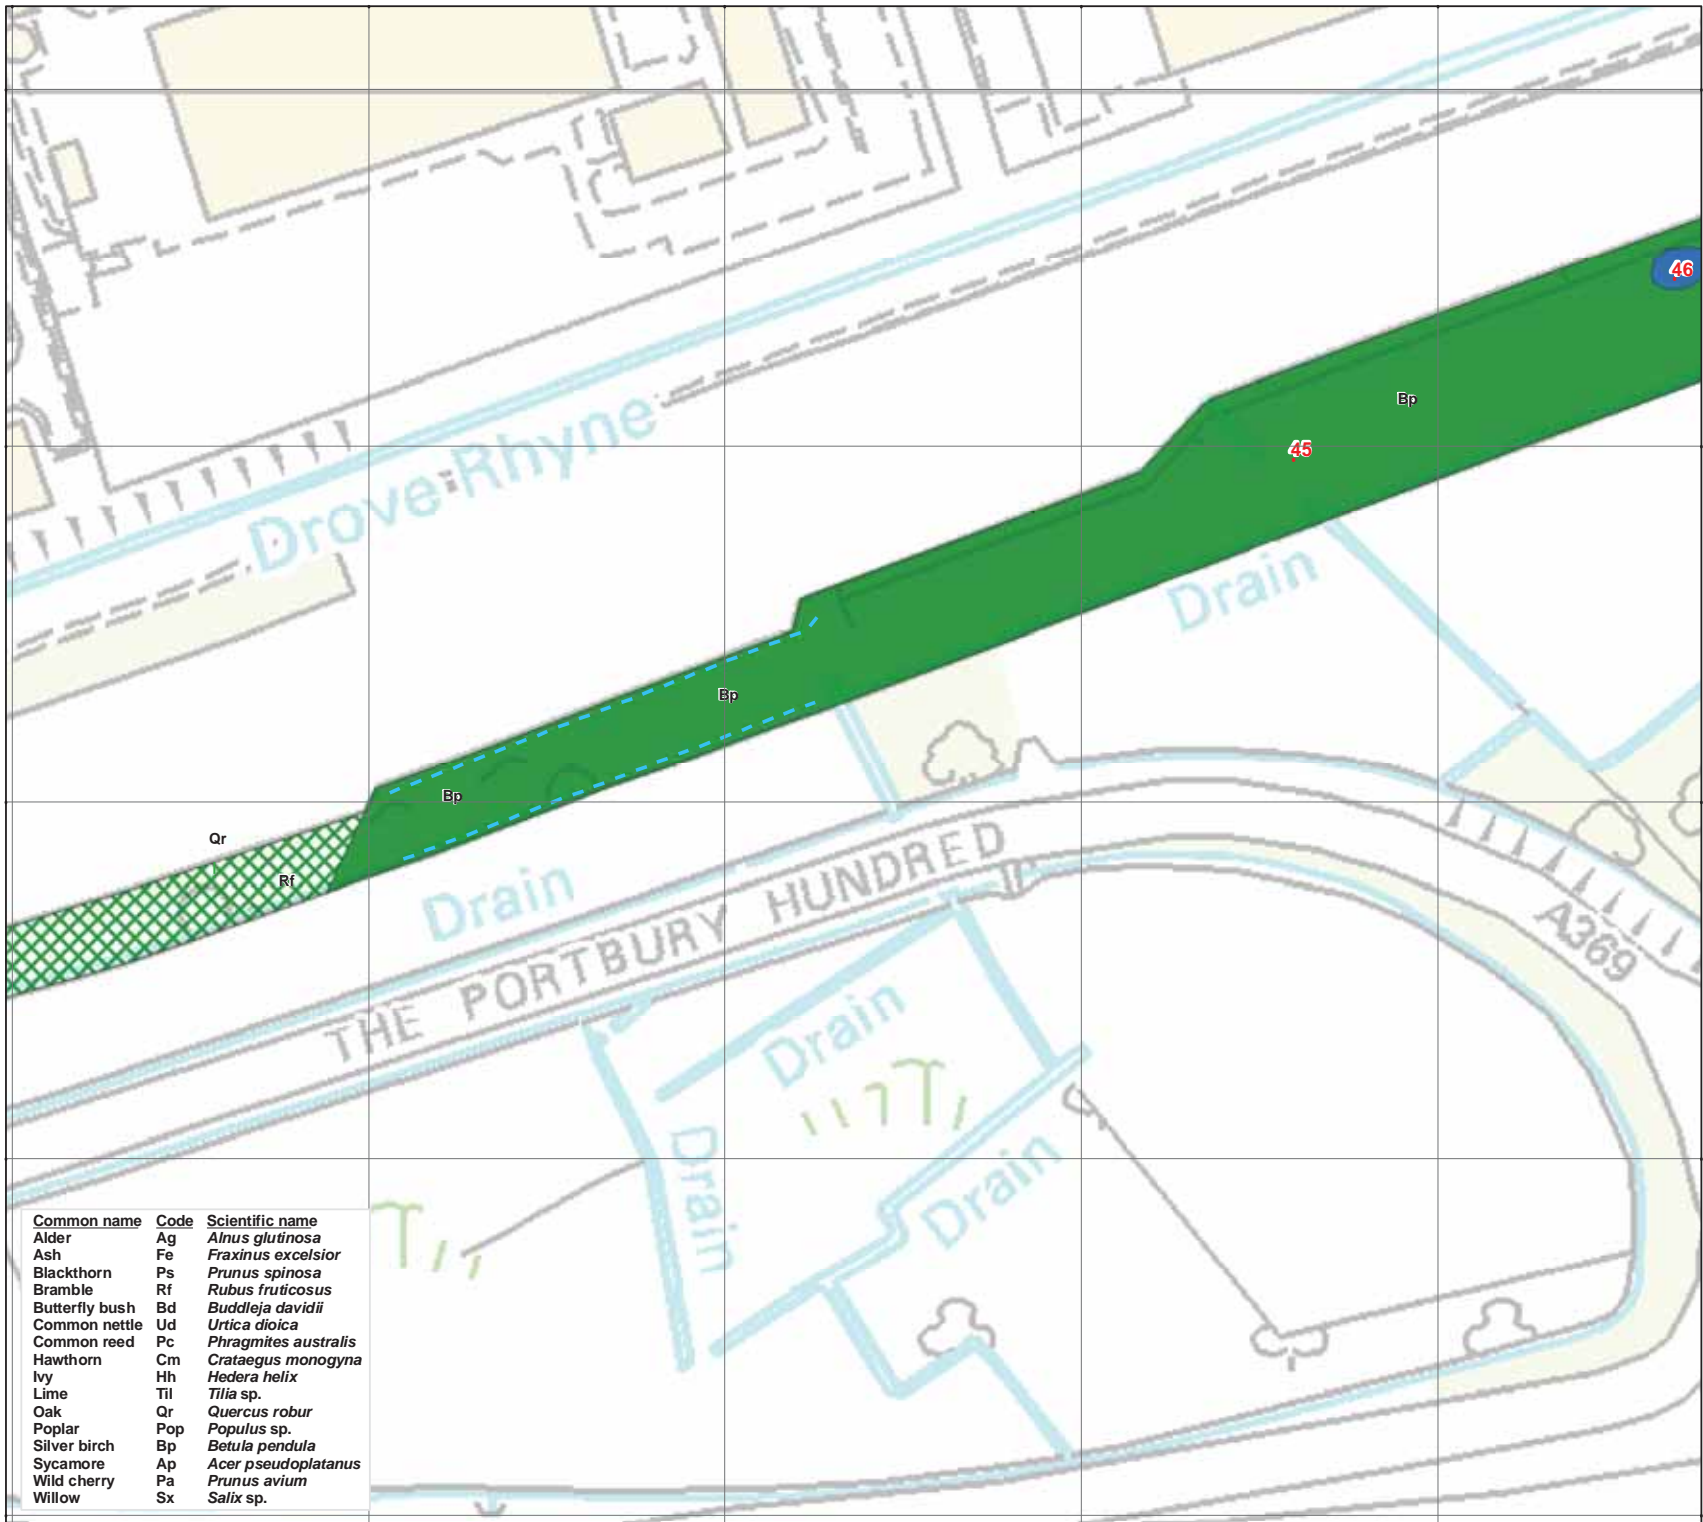 46
Bp
45
Drove Rhyne
Drain
Bp
Bp
Qr
Rf
Drain
THE PORTBURY HUNDRED
A369
Drain
Drain
Drain
Common name Code Scientific name
Alder Ag Alnus glutinosa
Ash Fe Fraxinus excelsior
Blackthorn Ps Prunus spinosa
Bramble Rf Rubus fruticosus
Butterfly bush Bd Buddleja davidii
Common nettle Ud Urtica dioica
Common reed Pc Phragmites australis
Hawthorn Cm Crataegus monogyna
Ivy Hh Hedera helix
Lime Til Tilia sp.
Oak Qr Quercus robur
Poplar Pop Populus sp.
Silver birch Bp Betula pendula
Sycamore Ap Acer pseudoplatanus
Wild cherry Pa Prunus avium
Willow Sx Salix sp.